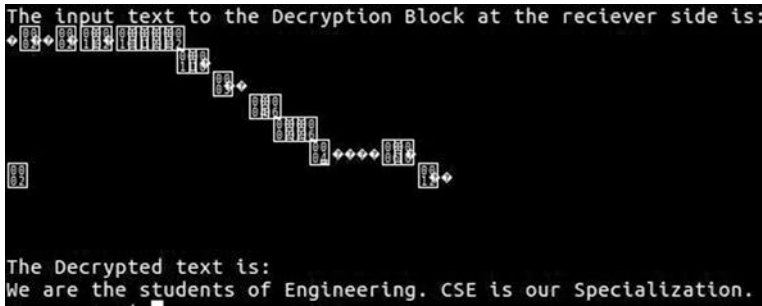 The input text to the Decryption Block at the reciever side is:
The Decrypted text is:
We are the students of Engineering. CSE is our Specialization.